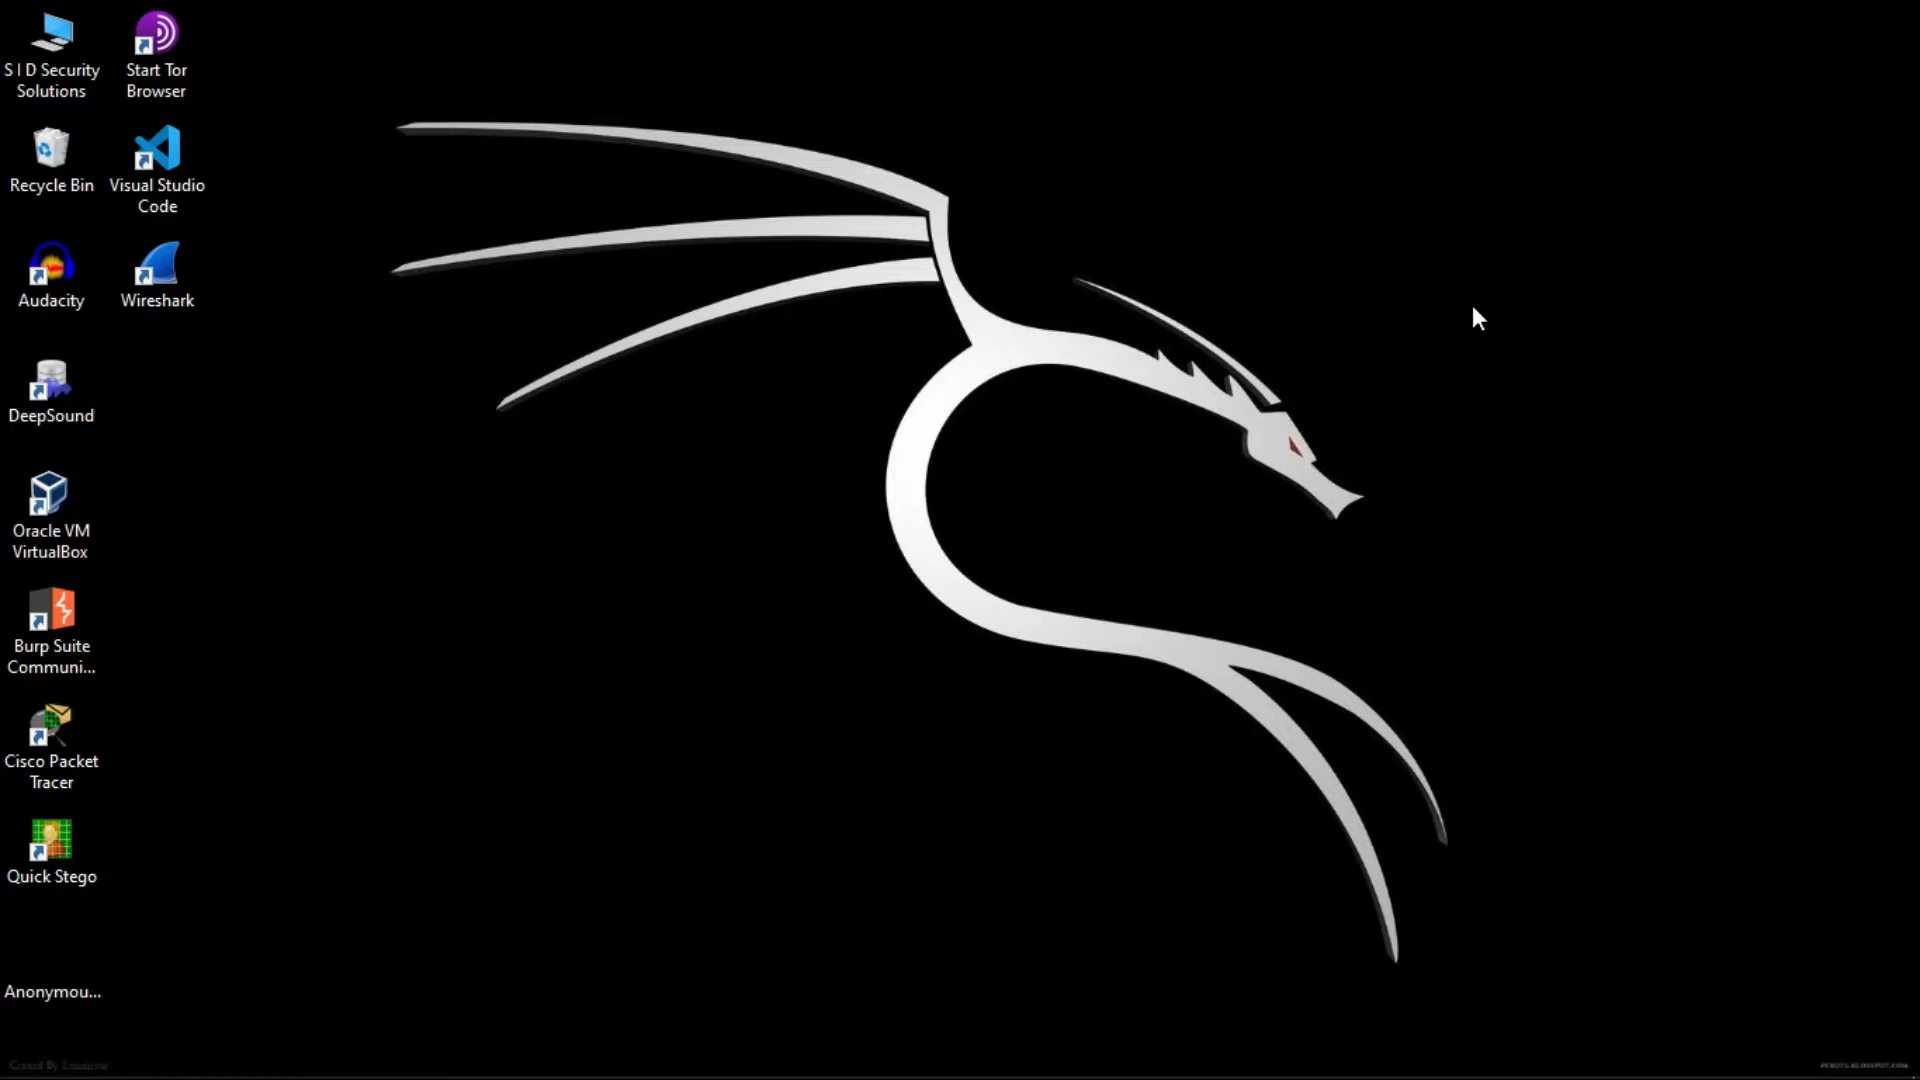 S I D Security
Solutions
Start Tor
Browser
Recycle Bin
Visual Studio
Code
Audacity
Wireshark
DeepSound
Oracle VM
VirtualBox
Burp Suite
Communi...
Cisco Packet
Tracer
Quick Stego
Anonymou...